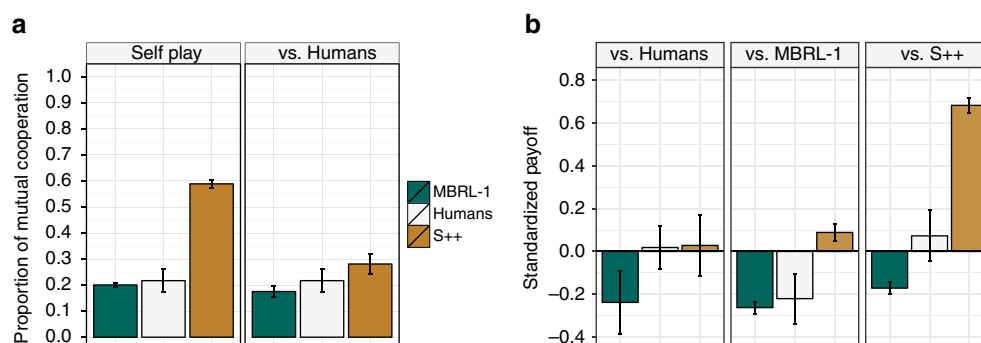 a
Self play
vs. Humans
Proportion of mutual cooperation
1.0
0.9
0.8
0.7
0.6
0.5
0.4
0.3
0.2
0.1
0.0
MBRL-1
Humans
S++
b
vs. Humans
vs. MBRL-1
vs. S++
Standardized payoff
0.8
0.6
0.4
0.2
0.0
–0.2
–0.4